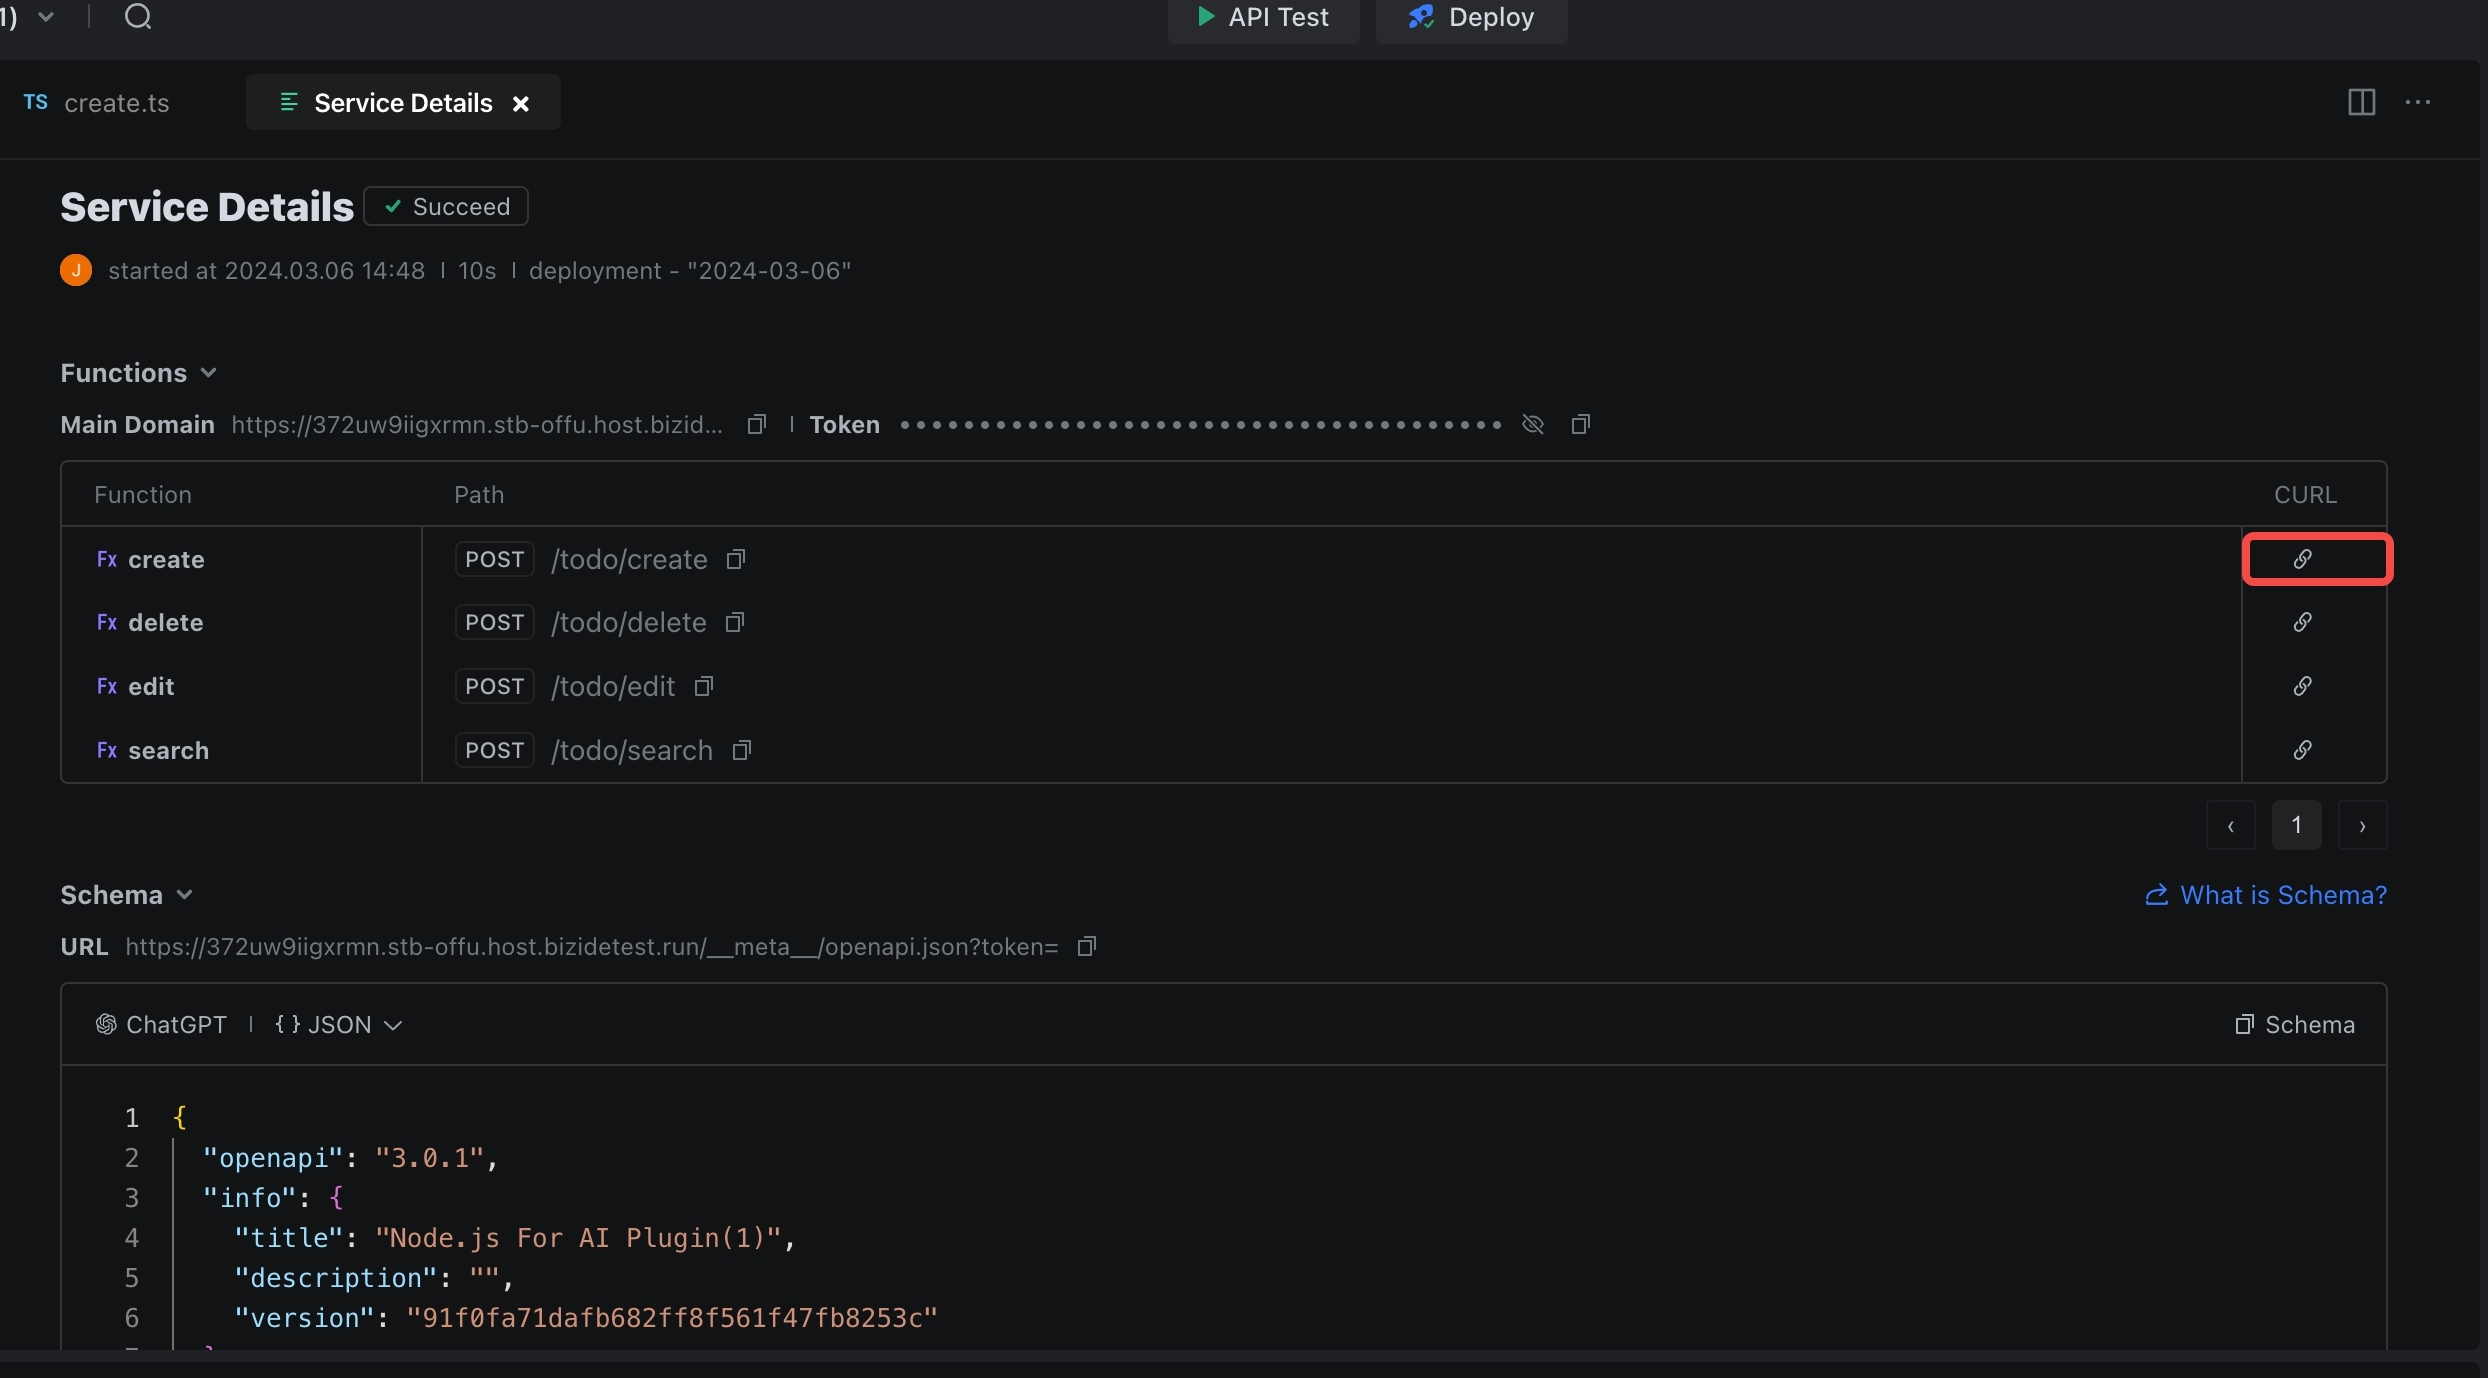 1)
API Test
Deploy
TS create.ts
Service Details
Service Details
Succeed
J started at 2024.03.06 14:48 | 10s | deployment - "2024-03-06"
Functions
Main Domain https://372uw9iigxrmn.stb-offu.host.bizid... | Token
Function Path CURL
Fx create POST /todo/create
Fx delete POST /todo/delete
Fx edit POST /todo/edit
Fx search POST /todo/search
‹ 1 ›
Schema
What is Schema?
URL https://372uw9iigxrmn.stb-offu.host.bizidetest.run/__meta__/openapi.json?token=
ChatGPT | { } JSON
Schema
1 {
2 "openapi": "3.0.1",
3 "info": {
4 "title": "Node.js For AI Plugin(1)",
5 "description": "",
6 "version": "91f0fa71dafb682ff8f561f47fb8253c"